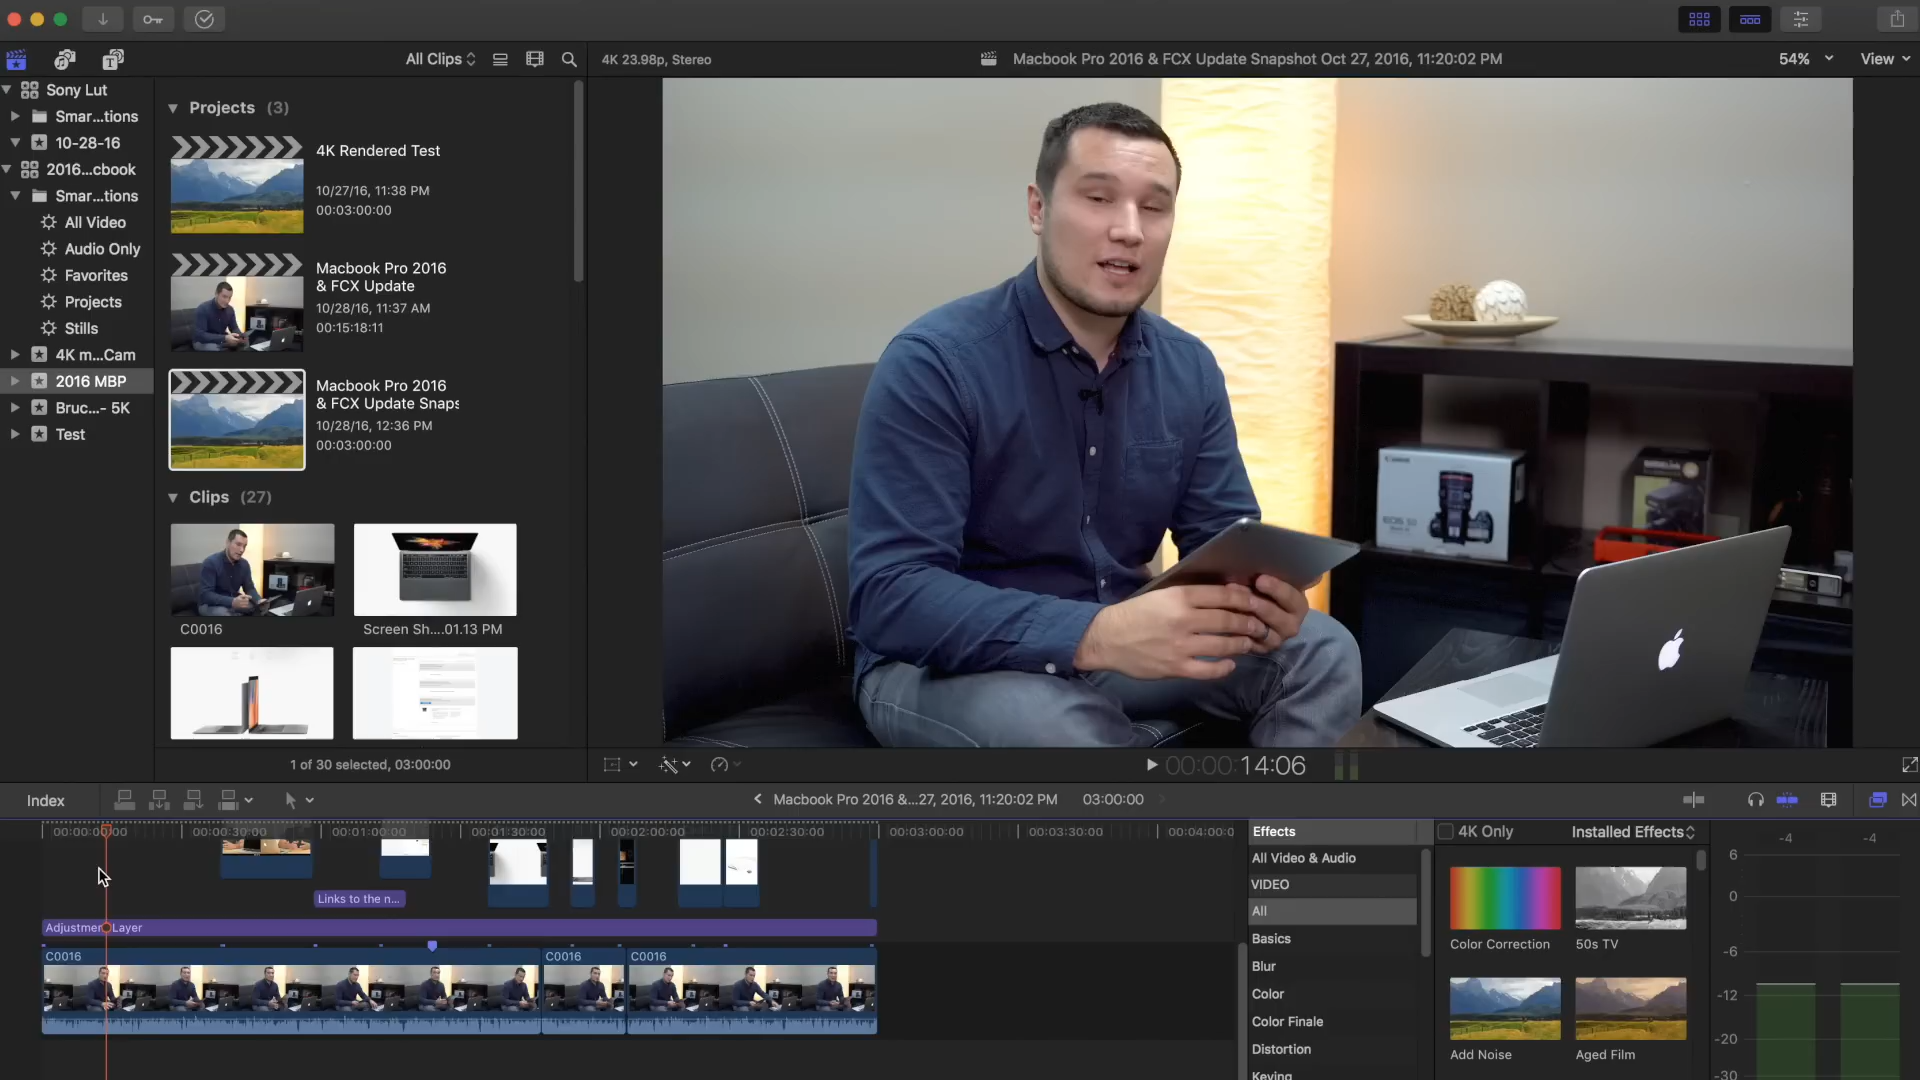 All Clips
4K 23.98p, Stereo
Macbook Pro 2016 & FCX Update Snapshot Oct 27, 2016, 11:20:02 PM
54%
View
Sony Lut
Smar...tions
10-28-16
2016...cbook
Smar...tions
All Video
Audio Only
Favorites
Projects
Stills
4K m...Cam
2016 MBP
Bruc...- 5K
Test
Projects (3)
4K Rendered Test
10/27/16, 11:38 PM
00:03:00:00
Macbook Pro 2016
& FCX Update
10/28/16, 11:37 AM
00:15:18:11
Macbook Pro 2016
& FCX Update Snaps
10/28/16, 12:36 PM
00:03:00:00
Clips (27)
C0016
Screen Sh....01.13 PM
1 of 30 selected, 03:00:00
Canon
EOS 5D
00:00:14:06
Index
Macbook Pro 2016 &...27, 2016, 11:20:02 PM
03:00:00
00:00:00:00
00:00:30:00
00:01:00:00
00:01:30:00
00:02:00:00
00:02:30:00
00:03:00:00
00:03:30:00
00:04:00:0
Links to the n...
Adjustment Layer
C0016
C0016
C0016
Effects
All Video & Audio
VIDEO
All
Basics
Blur
Color
Color Finale
Distortion
Keying
4K Only
Installed Effects
Color Correction
50s TV
Add Noise
Aged Film
-4
-4
6
0
-6
-12
-20
-30